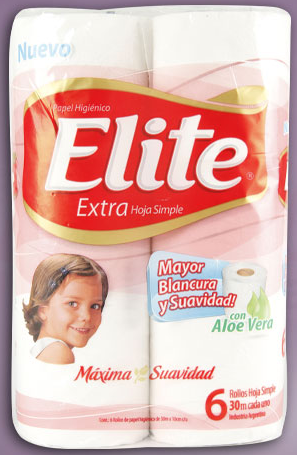 Nuevo
Papel Higiénico
Elite®
Extra Hoja Simple
Mayor
Blancura
y Suavidad!
con
Aloe Vera
Máxima Suavidad
6 Rollos Hoja Simple
30m cada uno
Industria Argentina
6